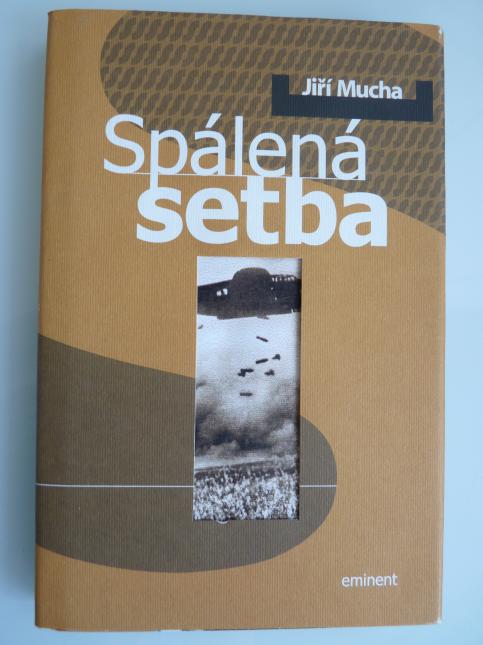 Jiří Mucha
Spálená
setba
eminent